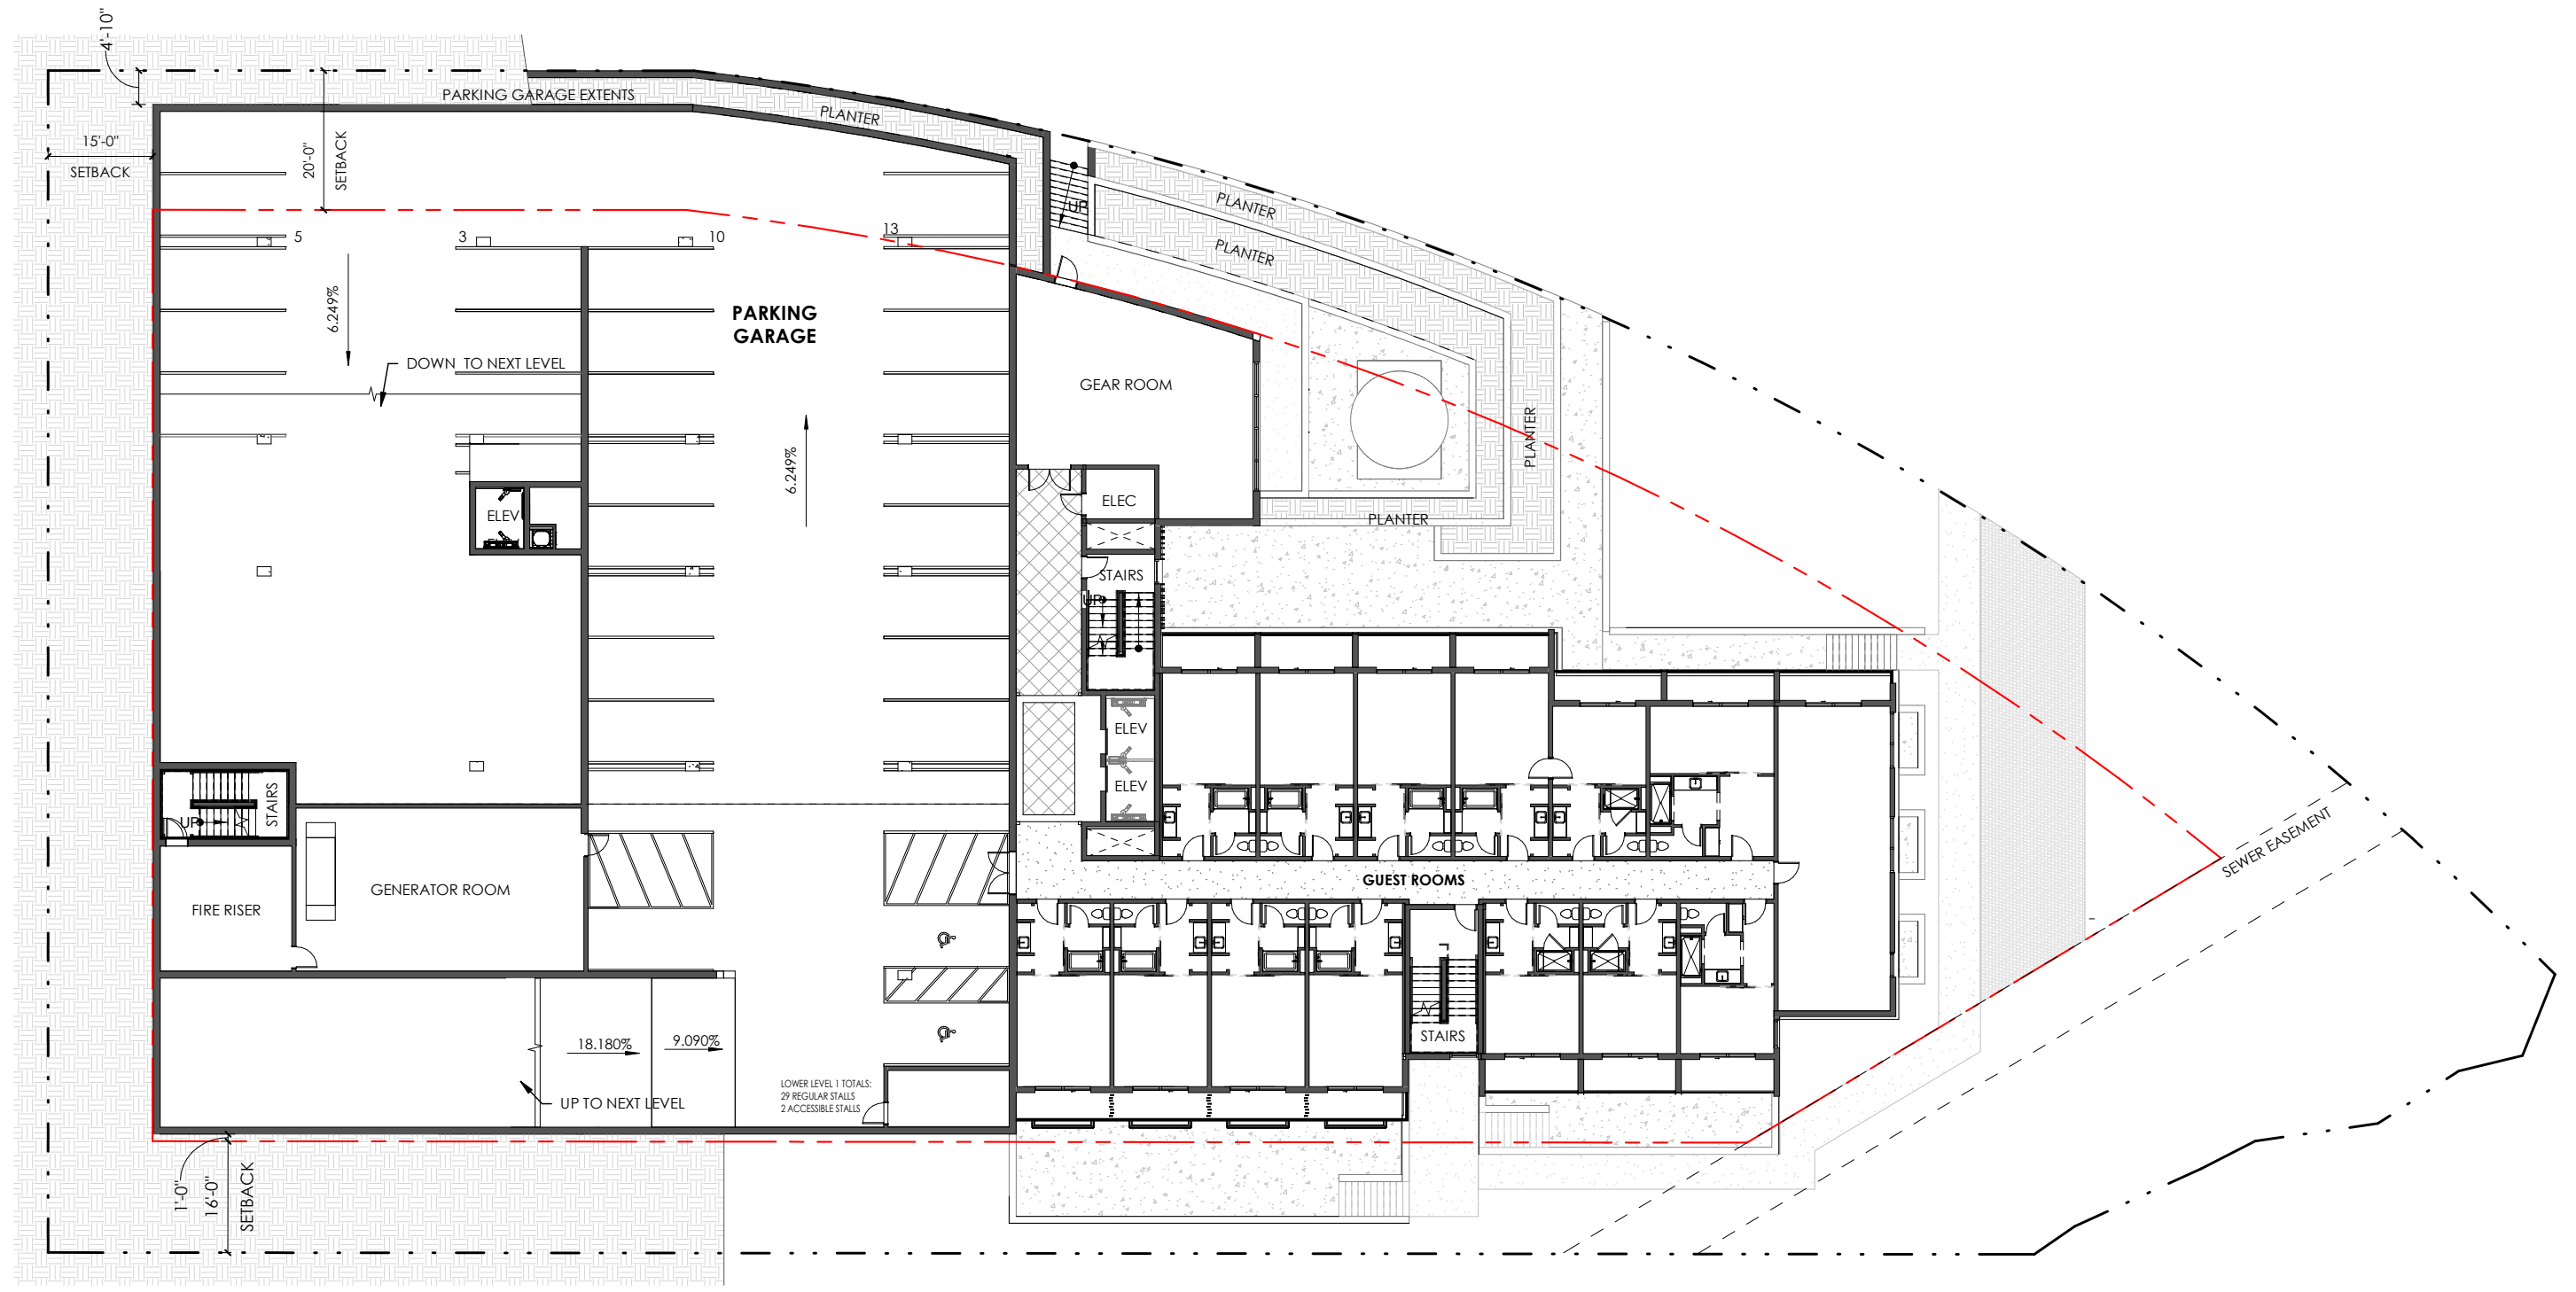 4'-10"
PARKING GARAGE EXTENTS
PLANTER
15'-0"
SETBACK
20'-0"
SETBACK
UP
PLANTER
PLANTER
5
3
10
13
6.249%
PARKING
GARAGE
DOWN TO NEXT LEVEL
GEAR ROOM
PLANTER
6.249%
ELEV
ELEC
PLANTER
STAIRS
UP
ELEV
ELEV
STAIRS
UP
SEWER EASEMENT
GENERATOR ROOM
GUEST ROOMS
FIRE RISER
18.180%
9.090%
STAIRS
LOWER LEVEL 1 TOTALS:
29 REGULAR STALLS
2 ACCESSIBLE STALLS
UP TO NEXT LEVEL
1'-0"
16'-0"
SETBACK